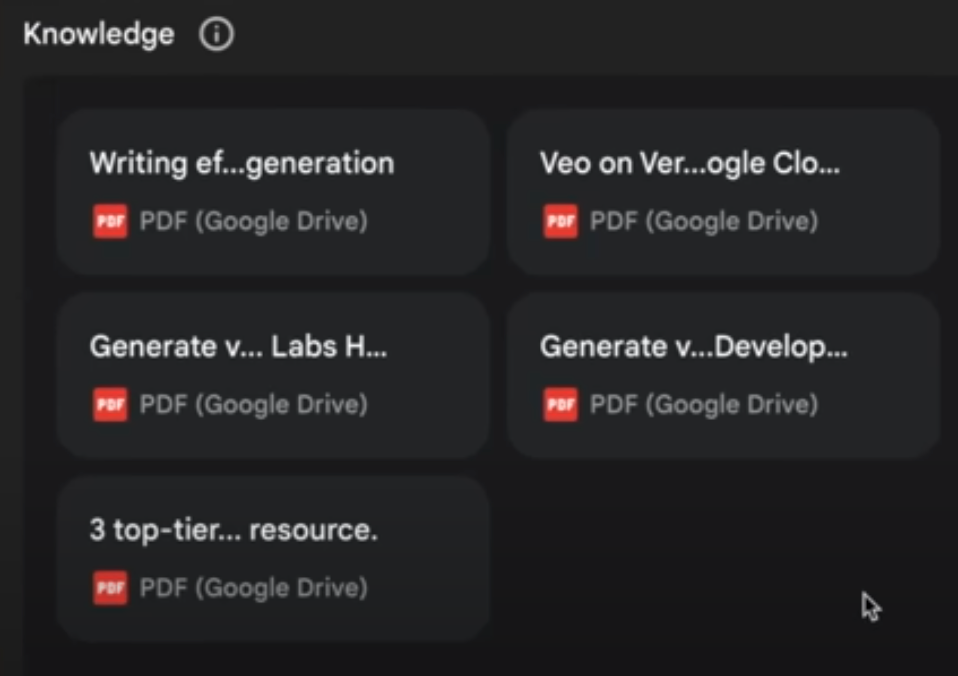 Knowledge
Writing ef...generation
PDF PDF (Google Drive)
Veo on Ver...ogle Clo...
PDF PDF (Google Drive)
Generate v... Labs H...
PDF PDF (Google Drive)
Generate v...Develop...
PDF PDF (Google Drive)
3 top-tier... resource.
PDF PDF (Google Drive)